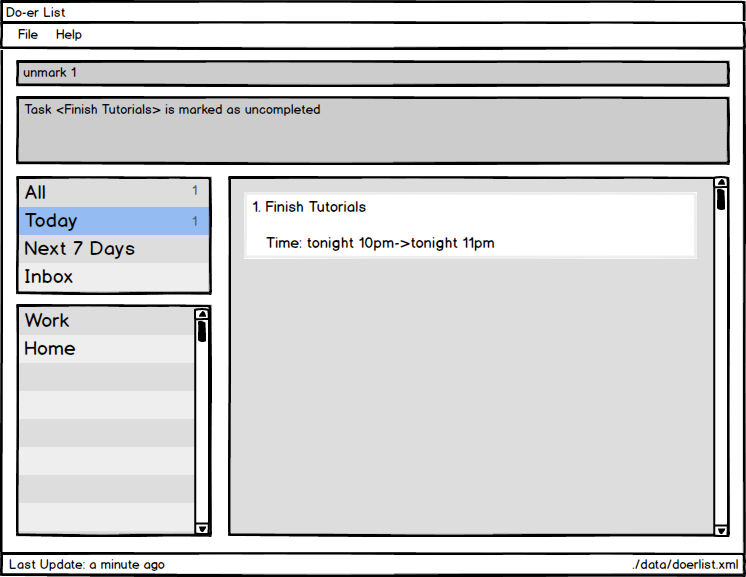 Do-er List
File Help
unmark 1
Task <Finish Tutorials> is marked as uncompleted
All 1
Today 1
Next 7 Days
Inbox
Work
Home
1. Finish Tutorials
Time: tonight 10pm->tonight 11pm
Last Update: a minute ago
./data/doerlist.xml